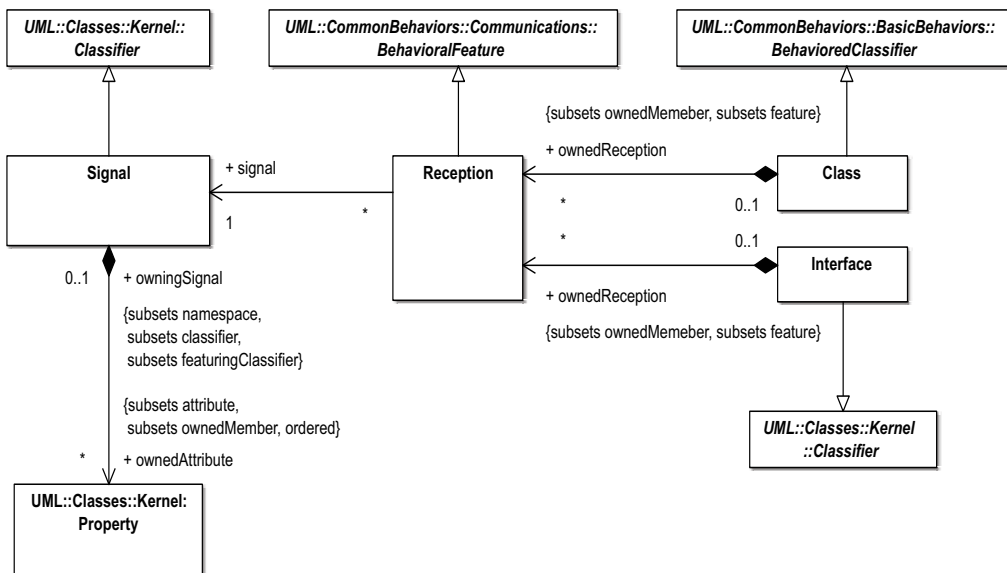 UML::Classes::Kernel::
Classifier
UML::CommonBehaviors::Communications::
BehavioralFeature
UML::CommonBehaviors::BasicBehaviors::
BehavioredClassifier
{subsets ownedMemeber, subsets feature}
+ ownedReception
Signal
+ signal
Reception
Class
*
1
*
0..1
*
0..1
Interface
0..1
+ owningSignal
+ ownedReception
{subsets namespace,
subsets classifier,
subsets featuringClassifier}
{subsets ownedMemeber, subsets feature}
{subsets attribute,
subsets ownedMember, ordered}
*
+ ownedAttribute
UML::Classes::Kernel
::Classifier
UML::Classes::Kernel:
Property